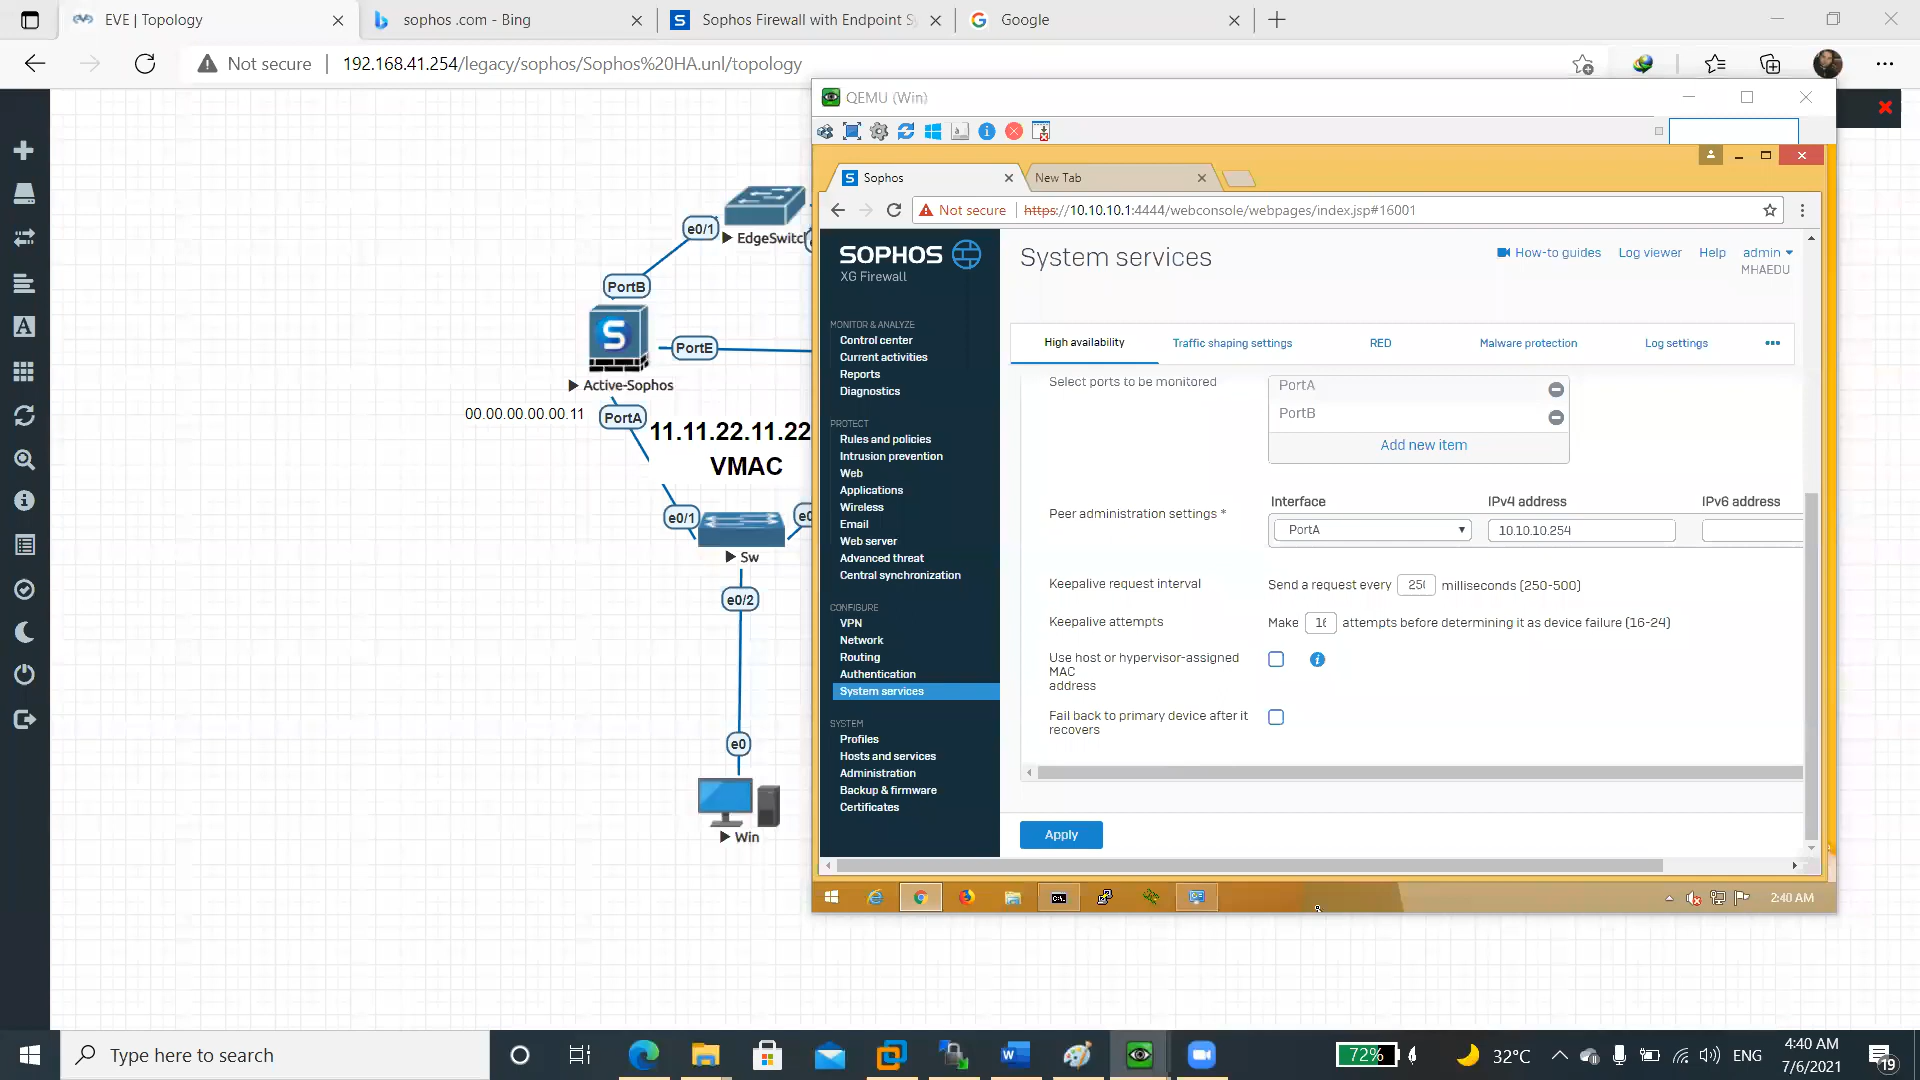 EVE | Topology
sophos .com - Bing
Sophos Firewall with Endpoint S
Google
Not secure
192.168.41.254/legacy/sophos/Sophos%20HA.unl/topology
QEMU (Win)
Sophos
New Tab
Not secure
https://10.10.10.1:4444/webconsole/webpages/index.jsp#16001
SOPHOS
XG Firewall
MONITOR & ANALYZE
Control center
Current activities
Reports
Diagnostics
PROTECT
Rules and policies
Intrusion prevention
Web
Applications
Wireless
Email
Web server
Advanced threat
Central synchronization
CONFIGURE
VPN
Network
Routing
Authentication
System services
SYSTEM
Profiles
Hosts and services
Administration
Backup & firmware
Certificates
System services
How-to guides
Log viewer
Help
admin
MHAEDU
High availability
Traffic shaping settings
RED
Malware protection
Log settings
Select ports to be monitored
PortA
PortB
Add new item
Peer administration settings *
Interface
IPv4 address
IPv6 address
PortA
10.10.10.254
Keepalive request interval
Send a request every 250 milliseconds (250-500)
Keepalive attempts
Make 16 attempts before determining it as device failure (16-24)
Use host or hypervisor-assigned
MAC
address
Fail back to primary device after it
recovers
Apply
2:40 AM
e0/1
EdgeSwitc
PortB
PortE
Active-Sophos
00.00.00.00.00.11
PortA
11.11.22.11.22
VMAC
e0/1
Sw
e0/2
e0
Win
Type here to search
72%
32°C
ENG
4:40 AM
7/6/2021
19